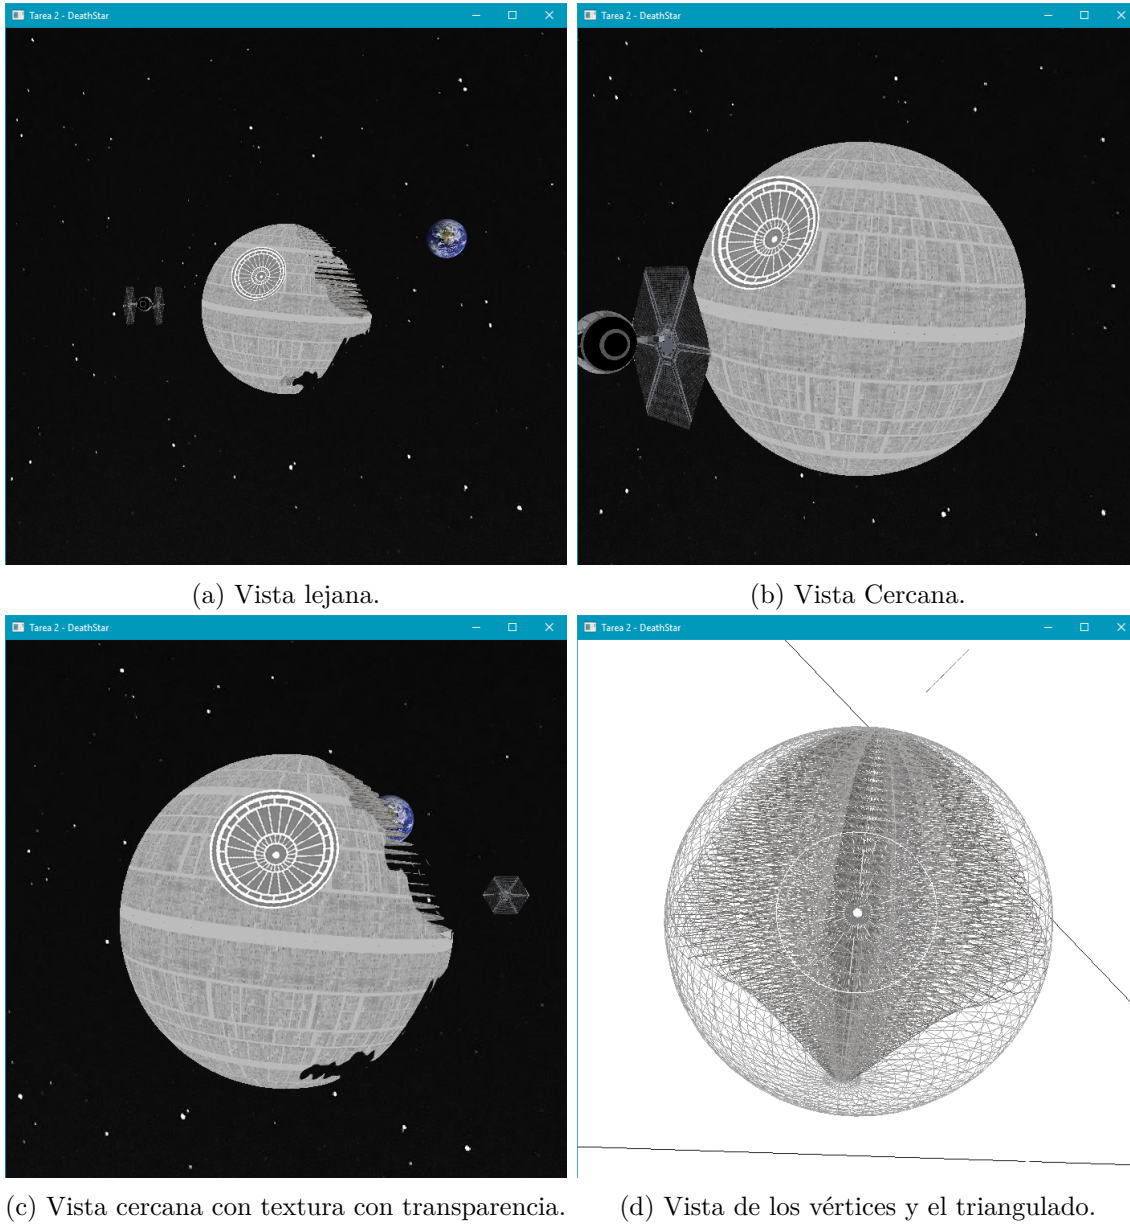 Tarea 2 - DeathStar
Tarea 2 - DeathStar
(a) Vista lejana.
(b) Vista Cercana.
Tarea 2 - DeathStar
Tarea 2 - DeathStar
(c) Vista cercana con textura con transparencia.
(d) Vista de los vértices y el triangulado.